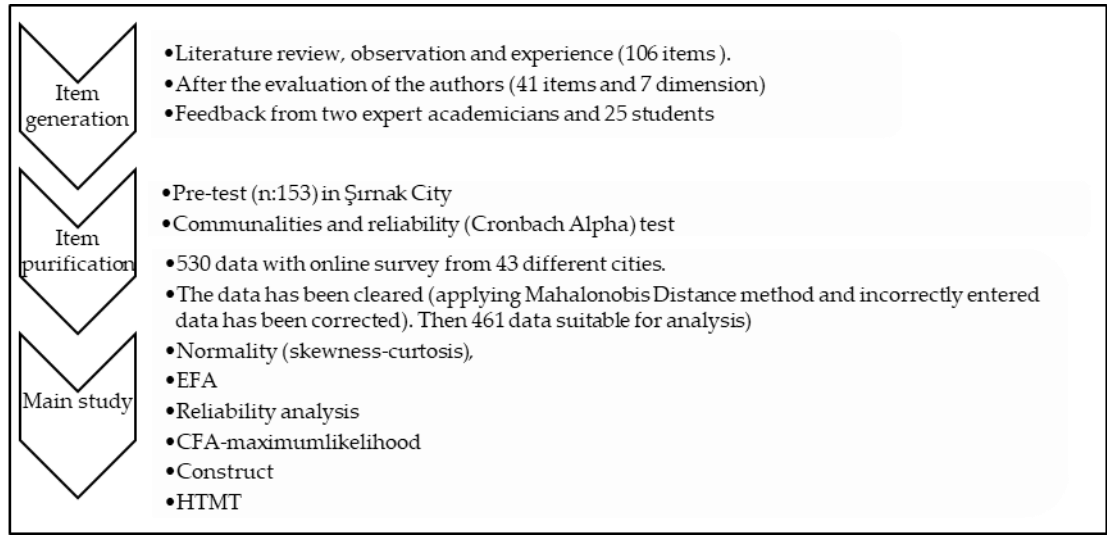 Item
generation
•Literature review, observation and experience (106 items ).
•After the evaluation of the authors (41 items and 7 dimension)
•Feedback from two expert academicians and 25 students
Item
purification
•Pre-test (n:153) in Şırnak City
•Communalities and reliability (Cronbach Alpha) test
Main study
•530 data with online survey from 43 different cities.
•The data has been cleared (applying Mahalonobis Distance method and incorrectly entered
data has been corrected). Then 461 data suitable for analysis)
•Normality (skewness-curtosis),
•EFA
•Reliability analysis
•CFA-maximumlikelihood
•Construct
•HTMT